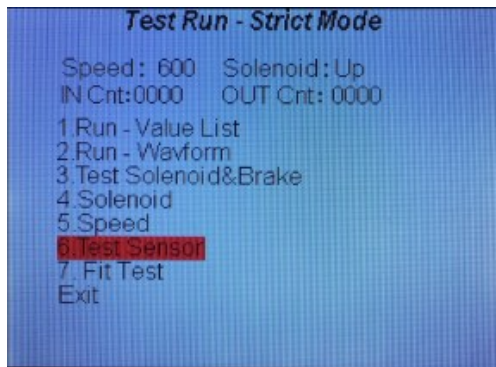 Test Run - Strict Mode
Speed: 600 Solenoid:Up
IN Cnt:0000 OUT Cnt: 0000
1.Run - Value List
2.Run - Wavform
3.Test Solenoid&Brake
4.Solenoid
5.Speed
6.Test Sensor
7. Fit Test
Exit